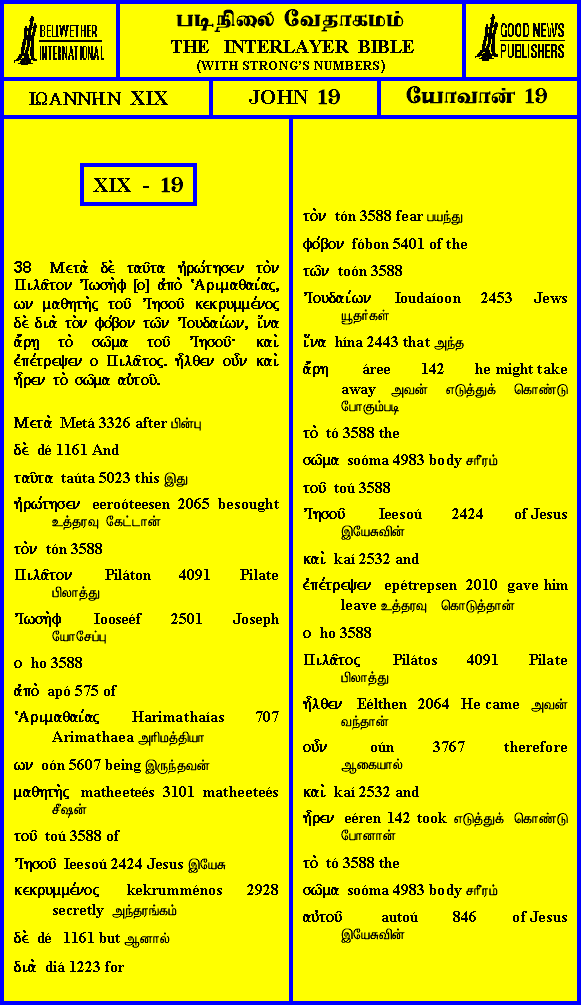 BELLWETHER
INTERNATIONAL
படிநிலை வேதாகமம்
THE INTERLAYER BIBLE
(WITH STRONG'S NUMBERS)
GOOD NEWS
PUBLISHERS
ΙΩΑΝΝΗΝ XIX
JOHN 19
யோவான் 19
XIX - 19
38 Μετὰ δὲ ταῦτα ἠρώτησεν τὸν
Πιλᾶτον Ἰωσὴφ [ο] ἀπὸ Ἁριμαθαίας,
ων μαθητὴς τοῦ Ἰησοῦ κεκρυμμένος
δὲ διὰ τὸν φόβον τῶν Ἰουδαίων, ἵνα
ἄρῃ τὸ σῶμα τοῦ Ἰησοῦ· καὶ
ἐπέτρεψεν ο Πιλᾶτος. ἦλθεν οὖν καὶ
ἦρεν τὸ σῶμα αὐτοῦ.
Μετὰ Metá 3326 after பின்பு
δὲ dé 1161 And
ταῦτα taúta 5023 this இது
ἠρώτησεν eeroóteesen 2065 besought
உத்தரவு கேட்டான்
τὸν tón 3588
Πιλᾶτον Piláton 4091 Pilate
பிலாத்து
Ἰωσὴφ Iooseéf 2501 Joseph
யோசேப்பு
ο ho 3588
ἀπὸ apó 575 of
Ἁριμαθαίας Harimathaías 707
Arimathaea அரிமத்தியா
ων oón 5607 being இருந்தவன்
μαθητὴς matheeteés 3101 matheeteés
சீஷன்
τοῦ toú 3588 of
Ἰησοῦ Ieesoú 2424 Jesus இயேசு
κεκρυμμένος kekrumménos 2928
secretly அந்தரங்கம்
δὲ dé 1161 but ஆனால்
διὰ diá 1223 for
τὸν tón 3588 fear பயந்து
φόβον fóbon 5401 of the
τῶν toón 3588
Ἰουδαίων Ioudaíoon 2453 Jews
யூதர்கள்
ἵνα hína 2443 that அந்த
ἄρῃ áree 142 he might take
away அவன் எடுத்துக் கொண்டு
போகும்படி
τὸ tó 3588 the
σῶμα soóma 4983 body சரீரம்
τοῦ toú 3588
Ἰησοῦ Ieesoú 2424 of Jesus
இயேசுவின்
καὶ kaí 2532 and
ἐπέτρεψεν epétrepsen 2010 gave him
leave உத்தரவு கொடுத்தான்
ο ho 3588
Πιλᾶτος Pilátos 4091 Pilate
பிலாத்து
ἦλθεν Eélthen 2064 He came அவன்
வந்தான்
οὖν oún 3767 therefore
ஆகையால்
καὶ kaí 2532 and
ἦρεν eéren 142 took எடுத்துக் கொண்டு
போனான்
τὸ tó 3588 the
σῶμα soóma 4983 body சரீரம்
αὐτοῦ autoú 846 of Jesus
இயேசுவின்